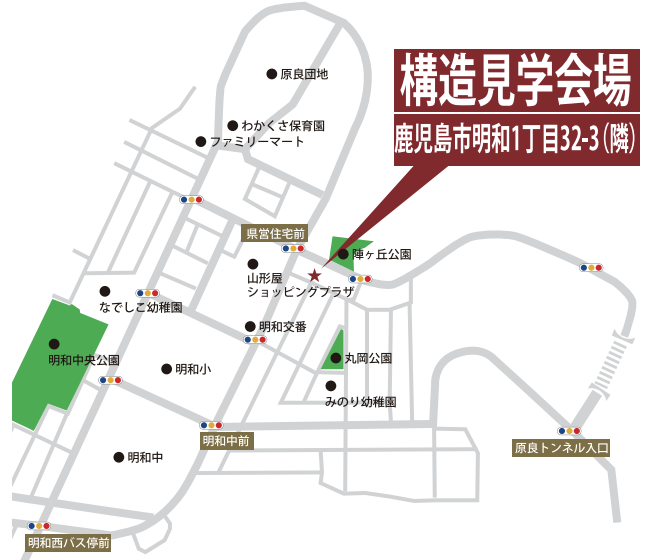 原良団地
構造見学会場
鹿児島市明和1丁目32-3（隣）
わかくさ保育園
ファミリーマート
県営住宅前
陣ヶ丘公園
山形屋
ショッピングプラザ
なでしこ幼稚園
明和交番
明和中央公園
明和小
丸岡公園
みのり幼稚園
明和中前
原良トンネル入口
明和中
明和西バス停前